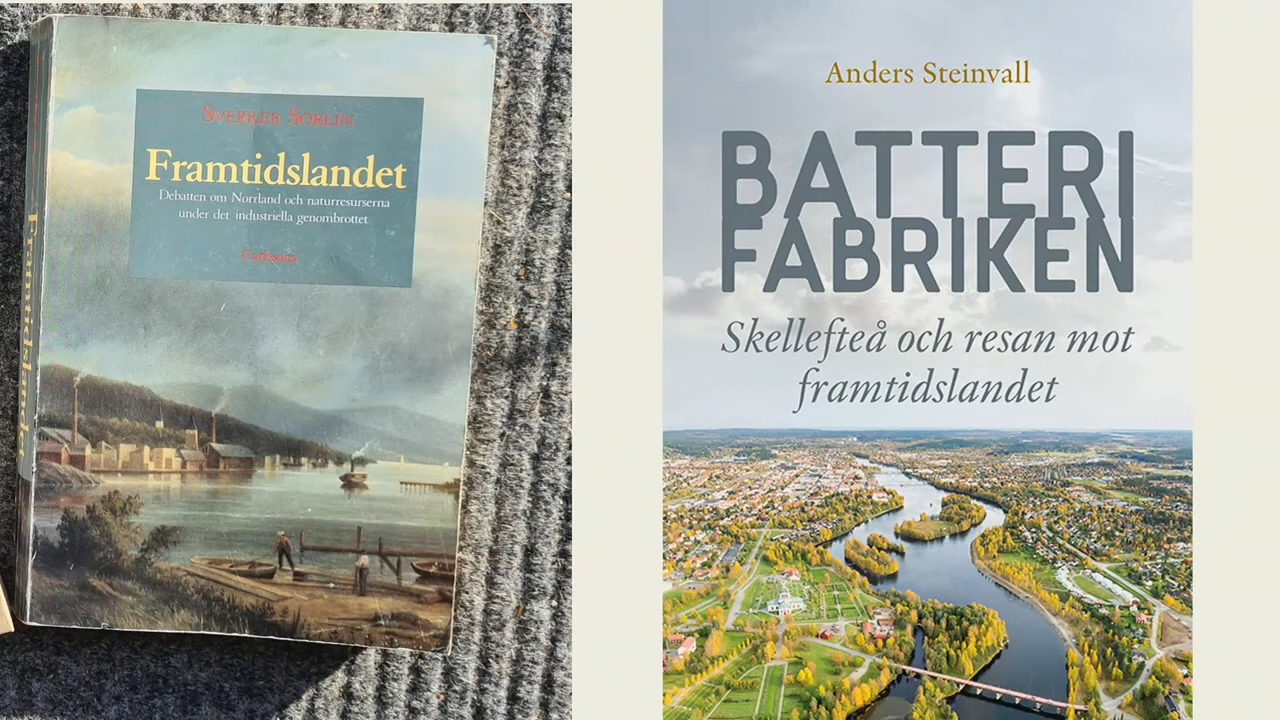 SVERKER SÖRLIN
Framtidslandet
Debatten om Norrland och naturresurserna
under det industriella genombrottet
Carlssons
Framtidslandet
Anders Steinvall
BATTERI
FABRIKEN
Skellefteå och resan mot
framtidslandet